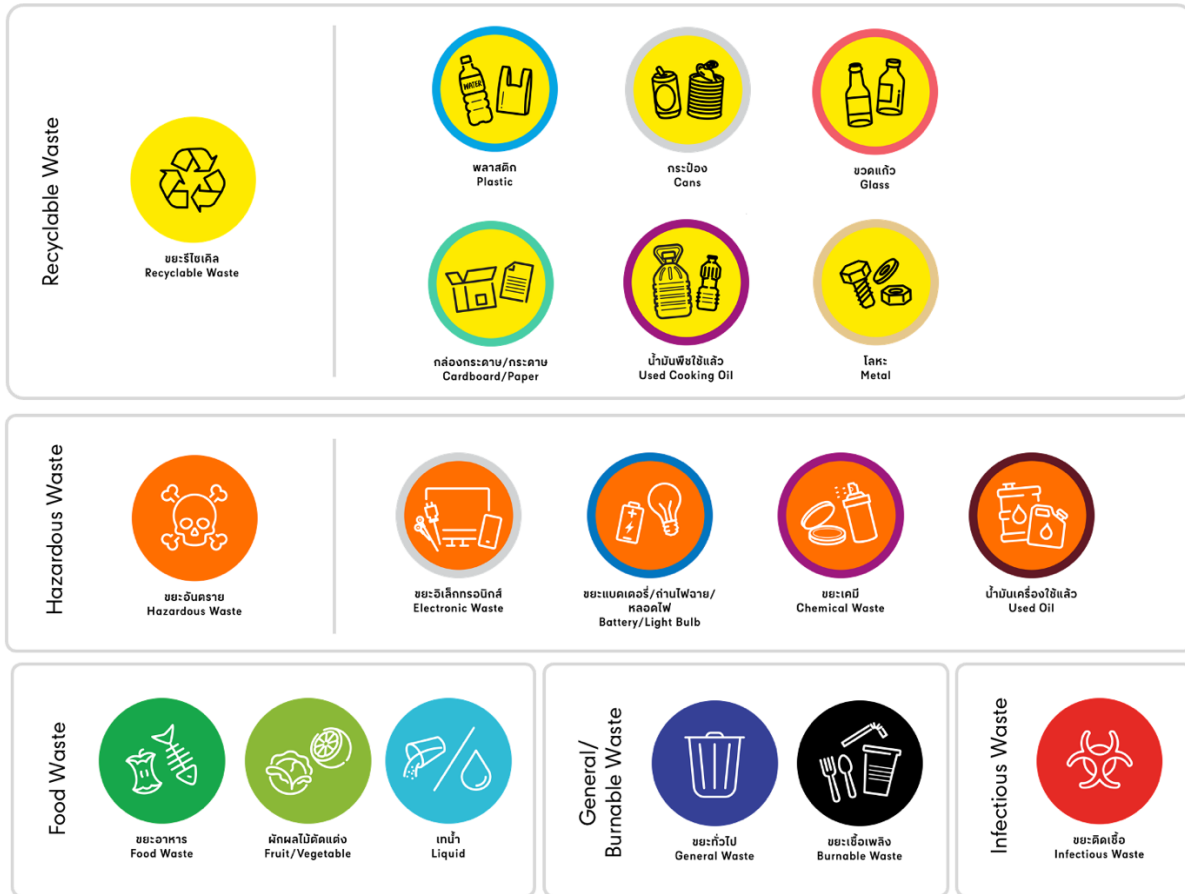 Recyclable Waste
ขยะรีไซเคิล
Recyclable Waste
WATER
พลาสติก
Plastic
กระป๋อง
Cans
ขวดแก้ว
Glass
กล่องกระดาษ/กระดาษ
Cardboard/Paper
น้ำมันพืชใช้แล้ว
Used Cooking Oil
โลหะ
Metal
Hazardous Waste
ขยะอันตราย
Hazardous Waste
ขยะอิเล็กทรอนิกส์
Electronic Waste
ขยะแบตเตอรี่/ถ่านไฟฉาย/
หลอดไฟ
Battery/Light Bulb
ขยะเคมี
Chemical Waste
น้ำมันเครื่องใช้แล้ว
Used Oil
Food Waste
ขยะอาหาร
Food Waste
ผักผลไม้ตัดแต่ง
Fruit/Vegetable
เทน้ำ
Liquid
General/
Burnable Waste
ขยะทั่วไป
General Waste
ขยะเชื้อเพลิง
Burnable Waste
Infectious Waste
ขยะติดเชื้อ
Infectious Waste